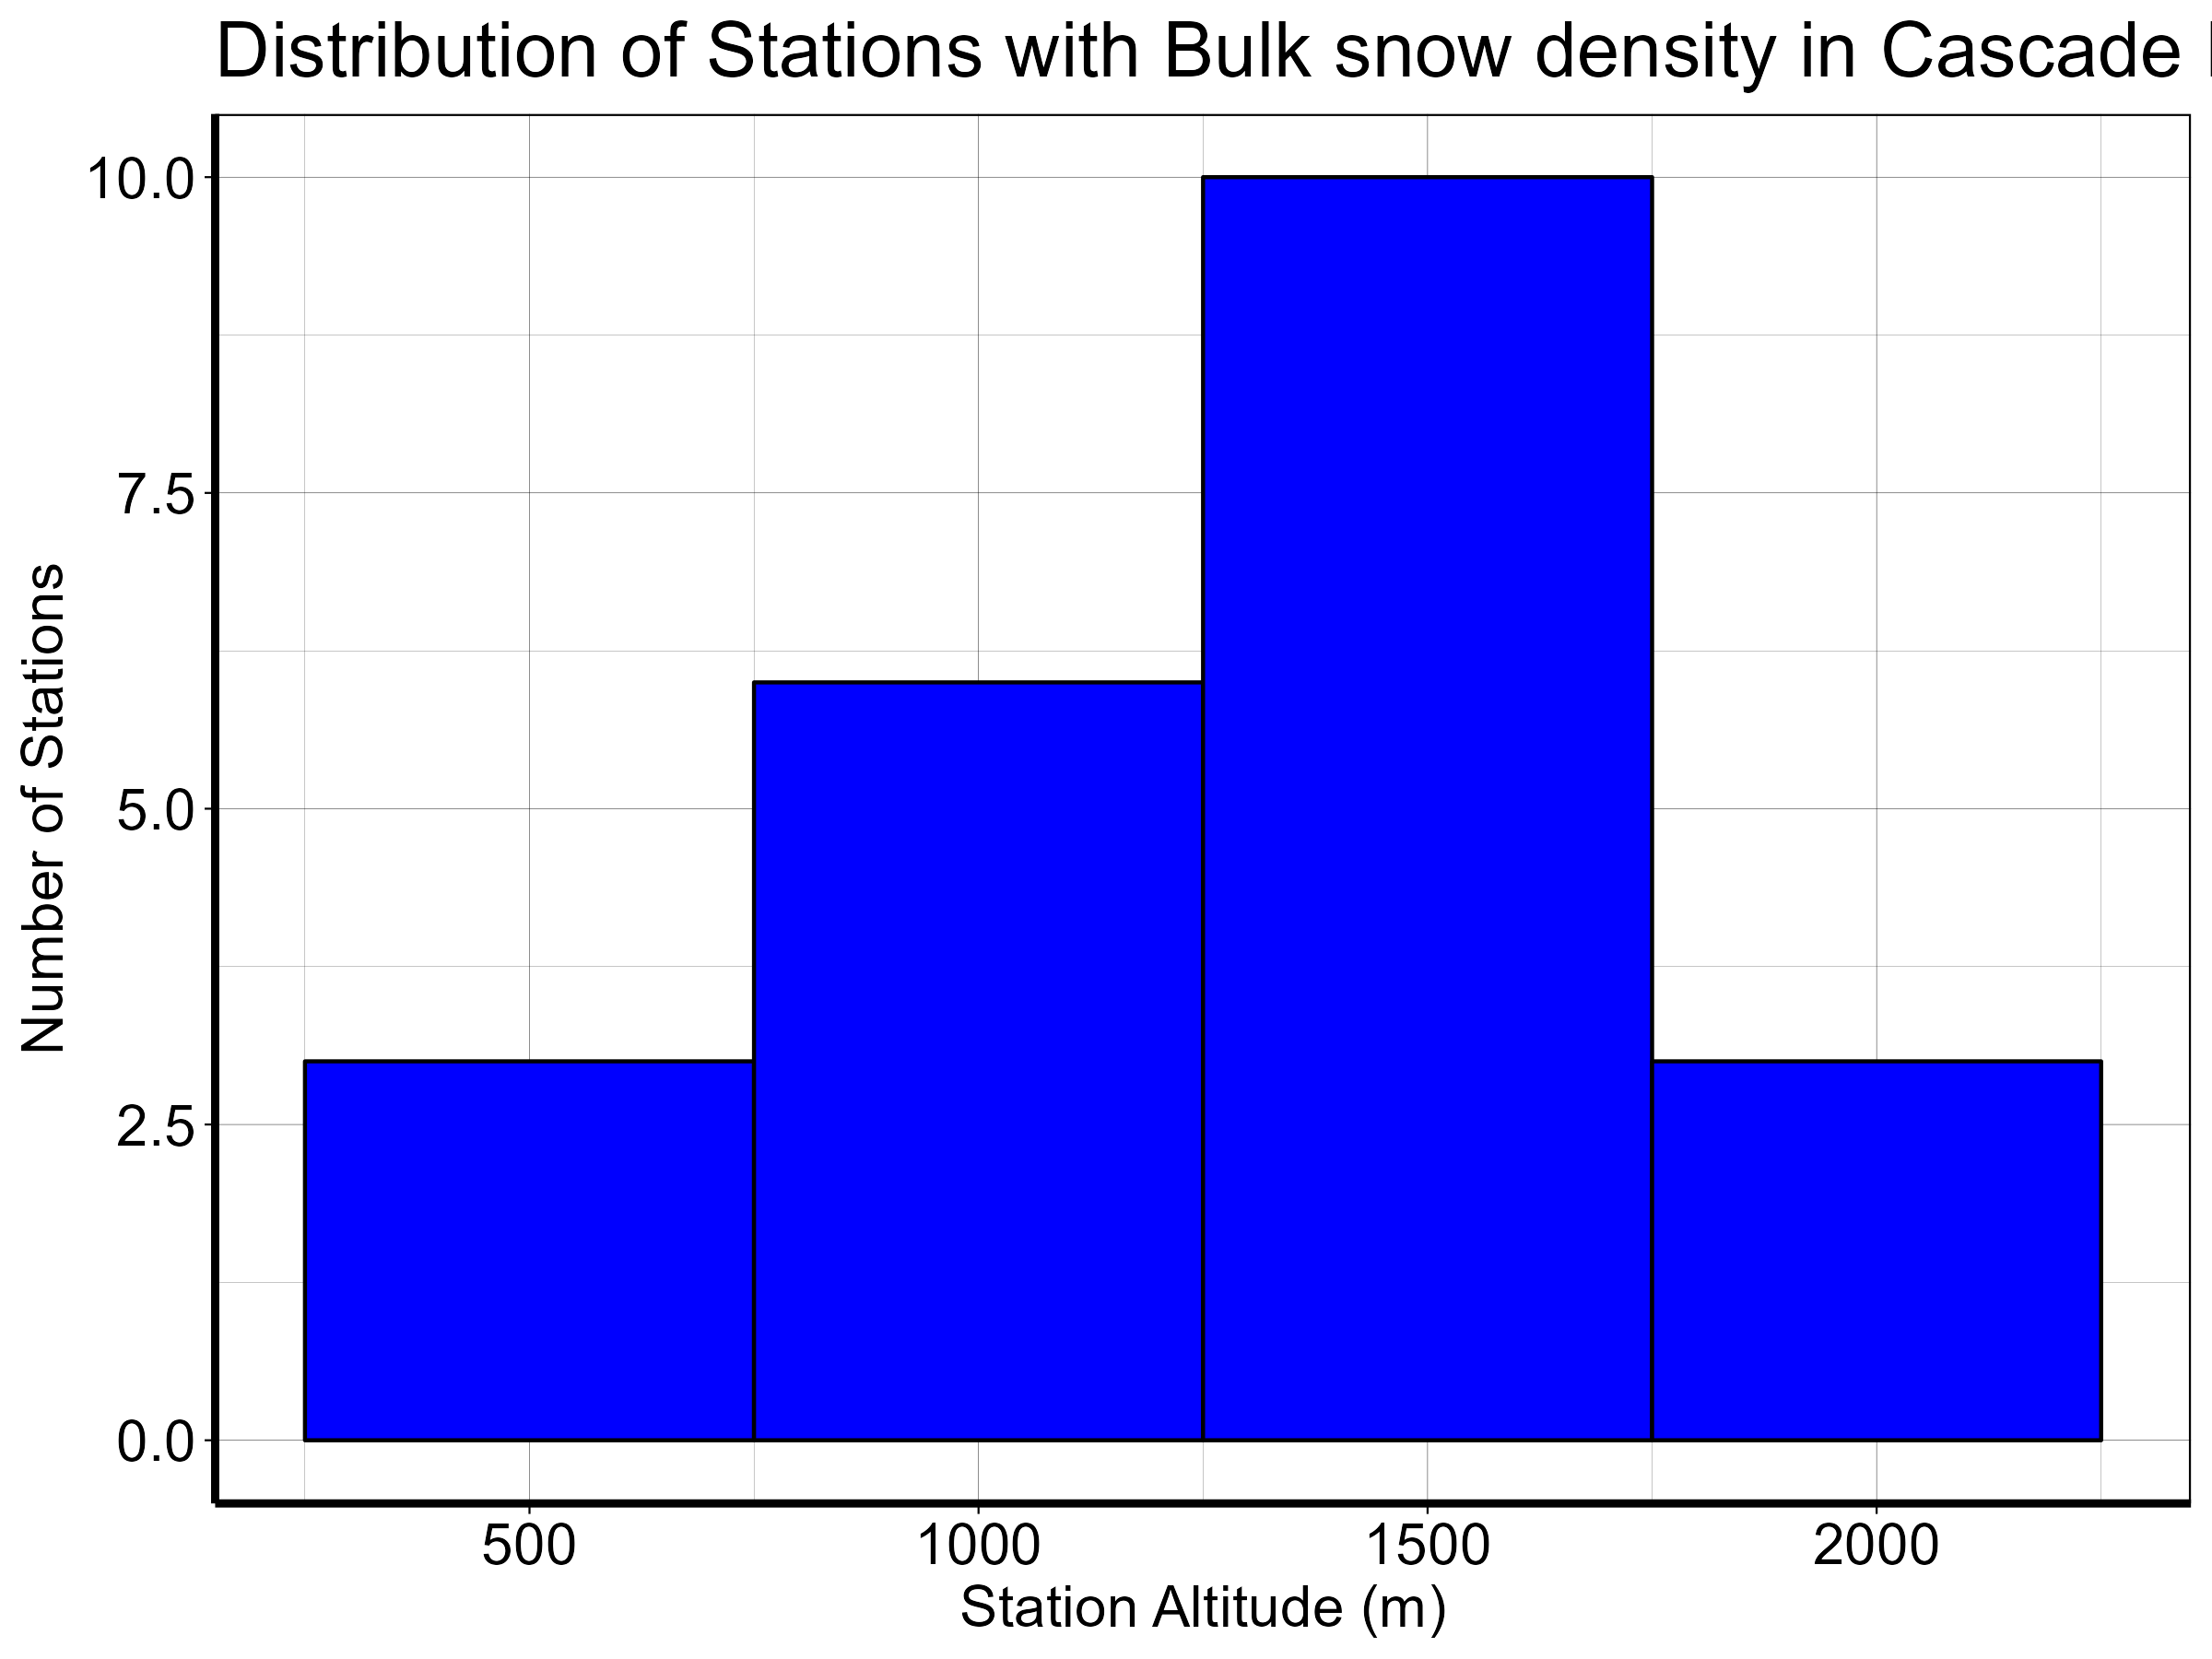 Distribution of Stations with Bulk snow density in Cascade
10.0
7.5
5.0
2.5
0.0
Number of Stations
500 1000 1500 2000
Station Altitude (m)